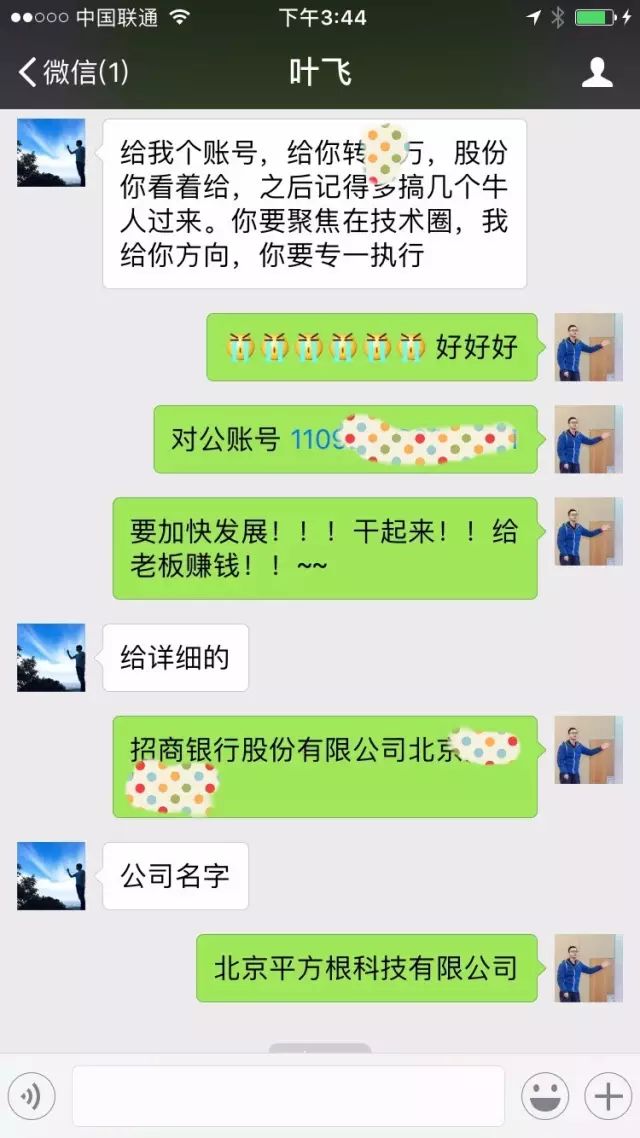 中国联通
下午3:44
微信(1)
叶飞
给我个账号，给你转 万，股份
你看着给，之后记得多搞几个牛
人过来。你要聚焦在技术圈，我
给你方向，你要专一执行
😭😭😭😭😭😭 好好好
对公账号 1109
要加快发展！！！干起来！！给
老板赚钱！！~~
给详细的
招商银行股份有限公司北京
公司名字
北京平方根科技有限公司